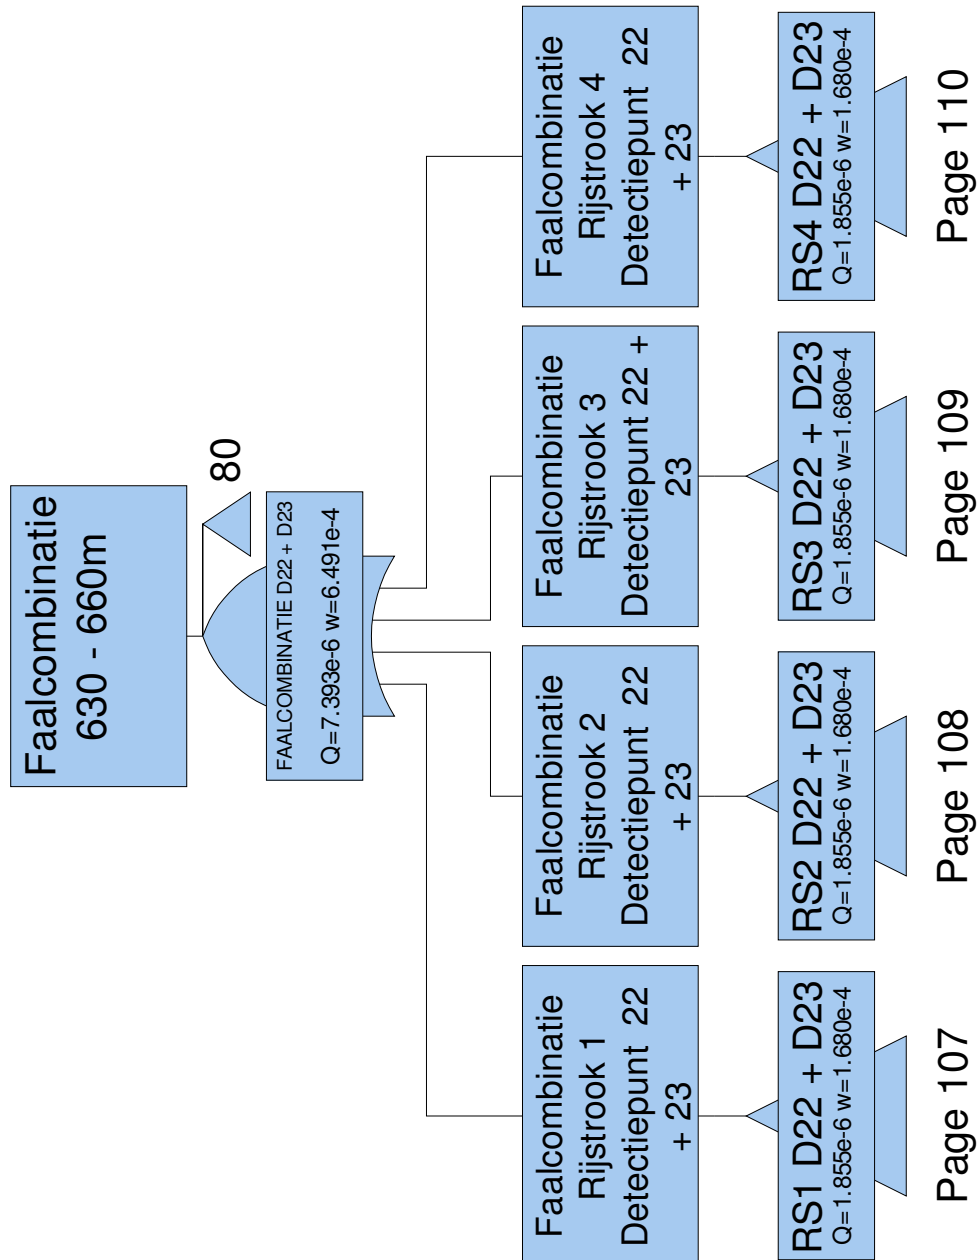 Faalcombinatie
630 - 660m
80
FAALCOMBINATIE D22 + D23
Q=7.393e-6 w=6.491e-4
Faalcombinatie
Rijstrook 1
Detectiepunt 22
+ 23
RS1 D22 + D23
Q=1.855e-6 w=1.680e-4
Page 107
Faalcombinatie
Rijstrook 2
Detectiepunt 22
+ 23
RS2 D22 + D23
Q=1.855e-6 w=1.680e-4
Page 108
Faalcombinatie
Rijstrook 3
Detectiepunt 22 +
23
RS3 D22 + D23
Q=1.855e-6 w=1.680e-4
Page 109
Faalcombinatie
Rijstrook 4
Detectiepunt 22
+ 23
RS4 D22 + D23
Q=1.855e-6 w=1.680e-4
Page 110